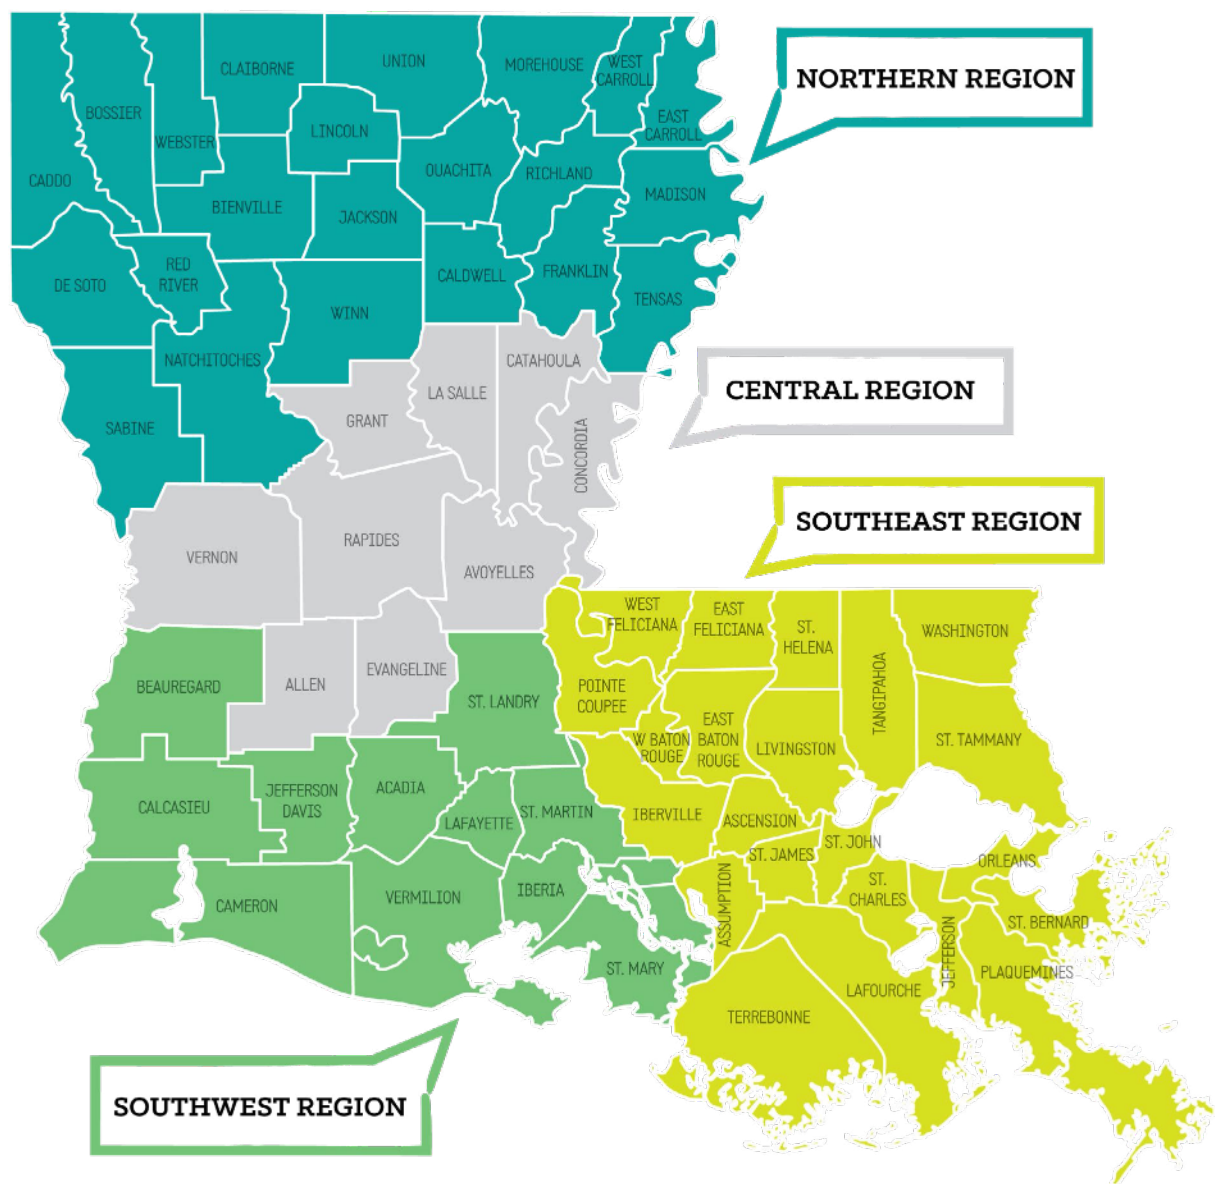 CLAIBORNE
UNION
MOREHOUSE
WEST
CARROLL
NORTHERN REGION
BOSSIER
WEBSTER
LINCOLN
EAST
CARROLL
CADDO
OUACHITA
RICHLAND
MADISON
BIENVILLE
JACKSON
DE SOTO
RED
RIVER
CALDWELL
FRANKLIN
TENSAS
WINN
NATCHITOCHES
CATAHOULA
SABINE
GRANT
LA SALLE
CONCORDIA
CENTRAL REGION
VERNON
RAPIDES
AVOYELLES
SOUTHEAST REGION
WEST
FELICIANA
EAST
FELICIANA
ST.
HELENA
TANGIPAHOA
WASHINGTON
BEAUREGARD
ALLEN
EVANGELINE
ST. LANDRY
POINTE
COUPEE
W BATON
ROUGE
EAST
BATON
ROUGE
LIVINGSTON
ST. TAMMANY
CALCASIEU
JEFFERSON
DAVIS
ACADIA
LAFAYETTE
ST. MARTIN
IBERVILLE
ASCENSION
ST. JAMES
ST. JOHN
ORLEANS
CAMERON
VERMILION
IBERIA
ASSUMPTION
ST.
CHARLES
JEFFERSON
ST. BERNARD
ST. MARY
PLAQUEMINES
LAFOURCHE
TERREBONNE
SOUTHWEST REGION